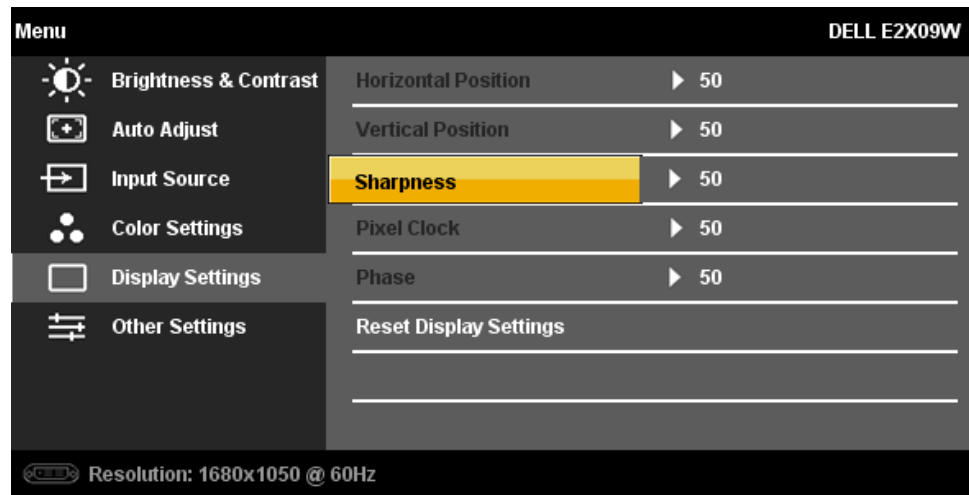 Menu DELL E2X09W
Brightness & Contrast Horizontal Position 50
Auto Adjust Vertical Position 50
Input Source Sharpness 50
Color Settings Pixel Clock 50
Display Settings Phase 50
Other Settings Reset Display Settings
Resolution: 1680x1050 @ 60Hz